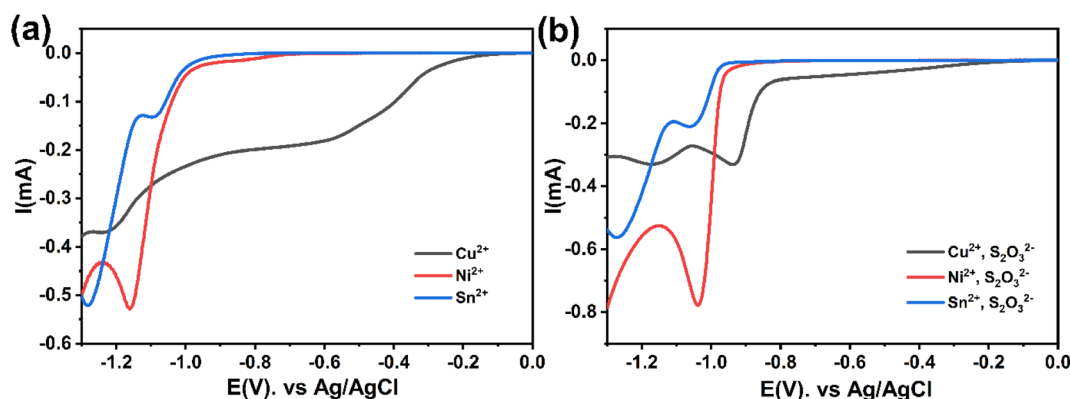 (a)
0.0
-0.1
-0.2
-0.3
-0.4
-0.5
-0.6
I(mA)
Cu²⁺
Ni²⁺
Sn²⁺
-1.2 -1.0 -0.8 -0.6 -0.4 -0.2 0.0
E(V). vs Ag/AgCl
(b)
0.0
-0.2
-0.4
-0.6
-0.8
I(mA)
Cu²⁺, S₂O₃²⁻
Ni²⁺, S₂O₃²⁻
Sn²⁺, S₂O₃²⁻
-1.2 -1.0 -0.8 -0.6 -0.4 -0.2 0.0
E(V). vs Ag/AgCl